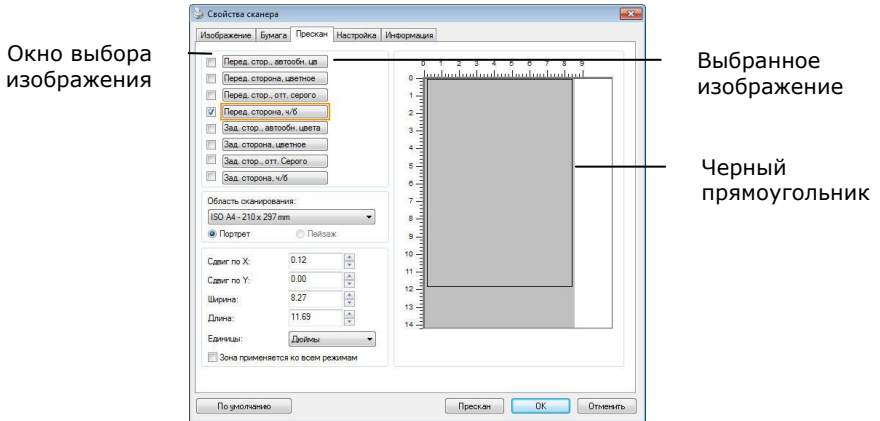 Окно выбора
изображения
Свойства сканера
Изображение Бумага Прескан Настройка Информация
Перед. стор., автообн. цв
Перед. сторона, цветное
Перед. стор., отт. серого
Перед. сторона, ч/б
Зад. стор., автообн. цвета
Зад. сторона, цветное
Зад. стор., отт. Серого
Зад. сторона, ч/б
Область сканирования:
ISO A4 - 210 x 297 mm
Портрет Пейзаж
Сдвиг по X: 0.12
Сдвиг по Y: 0.00
Ширина: 8.27
Длина: 11.69
Единицы: Дюймы
Зона применяется ко всем режимам
0 1 2 3 4 5 6 7 8 9
0
1
2
3
4
5
6
7
8
9
10
11
12
13
14
По умолчанию Прескан OK Отменить
Выбранное
изображение
Черный
прямоугольник